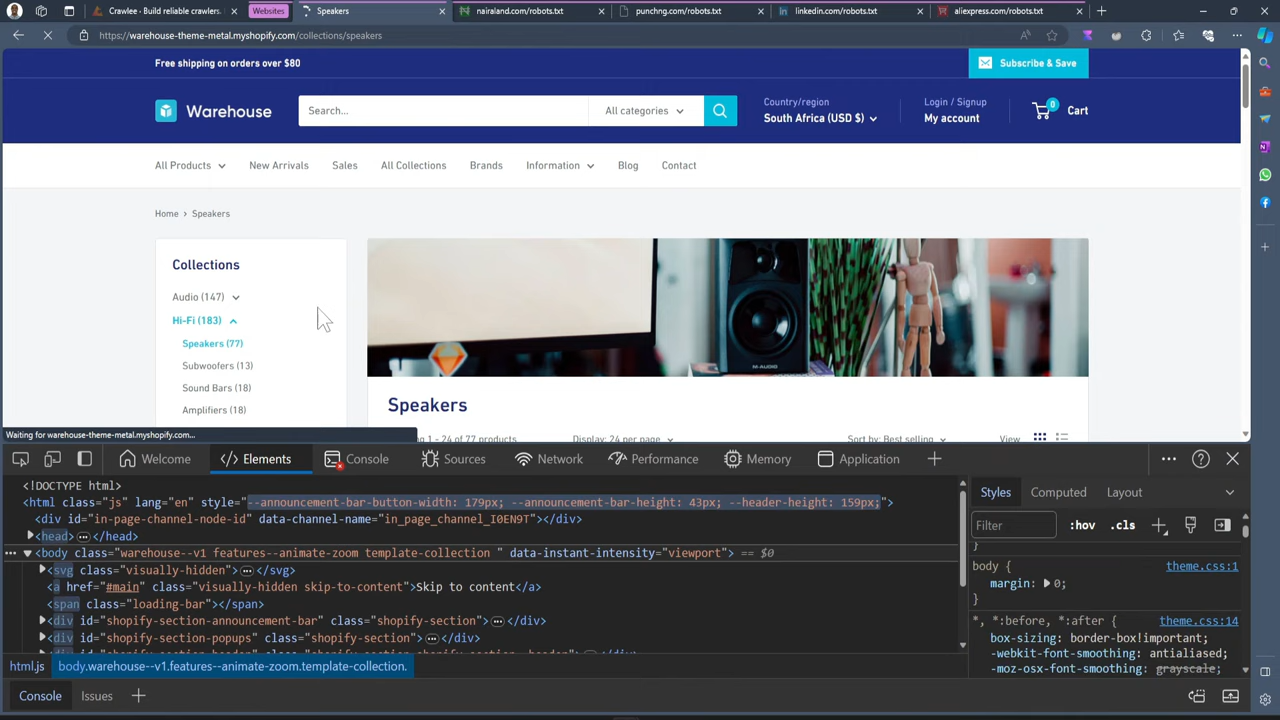 Crawlee · Build reliable crawlers.
Websites
Speakers
nairaland.com/robots.txt
punchng.com/robots.txt
linkedin.com/robots.txt
aliexpress.com/robots.txt
https://warehouse-theme-metal.myshopify.com/collections/speakers
Free shipping on orders over $80
Subscribe & Save
Warehouse
Search...
All categories
Country/region
South Africa (USD $)
Login / Signup
My account
0
Cart
All Products
New Arrivals
Sales
All Collections
Brands
Information
Blog
Contact
Home › Speakers
Collections
Audio (147)
Hi-Fi (183)
Speakers (77)
Subwoofers (13)
Sound Bars (18)
Amplifiers (18)
M-AUDIO
Speakers
1 - 24 of 77 products
Display: 24 per page
Sort by: Best selling
View
Waiting for warehouse-theme-metal.myshopify.com...
Welcome
Elements
Console
Sources
Network
Performance
Memory
Application
<!DOCTYPE html>
<html class="js" lang="en" style="--announcement-bar-button-width: 179px; --announcement-bar-height: 43px; --header-height: 159px;">
<div id="in-page-channel-node-id" data-channel-name="in_page_channel_I0EN9T"></div>
<head> </head>
<body class="warehouse--v1 features--animate-zoom template-collection " data-instant-intensity="viewport"> == $0
<svg class="visually-hidden"> </svg>
<a href="#main" class="visually-hidden skip-to-content">Skip to content</a>
<span class="loading-bar"></span>
<div id="shopify-section-announcement-bar" class="shopify-section"> </div>
<div id="shopify-section-popups" class="shopify-section"> </div>
html.js
body.warehouse--v1.features--animate-zoom.template-collection.
Styles
Computed
Layout
Filter
:hov
.cls
}
body {
theme.css:1
margin: 0;
}
*, *:before, *:after {
theme.css:14
box-sizing: border-box!important;
-webkit-font-smoothing: antialiased;
-moz-osx-font-smoothing: grayscale;
Console
Issues